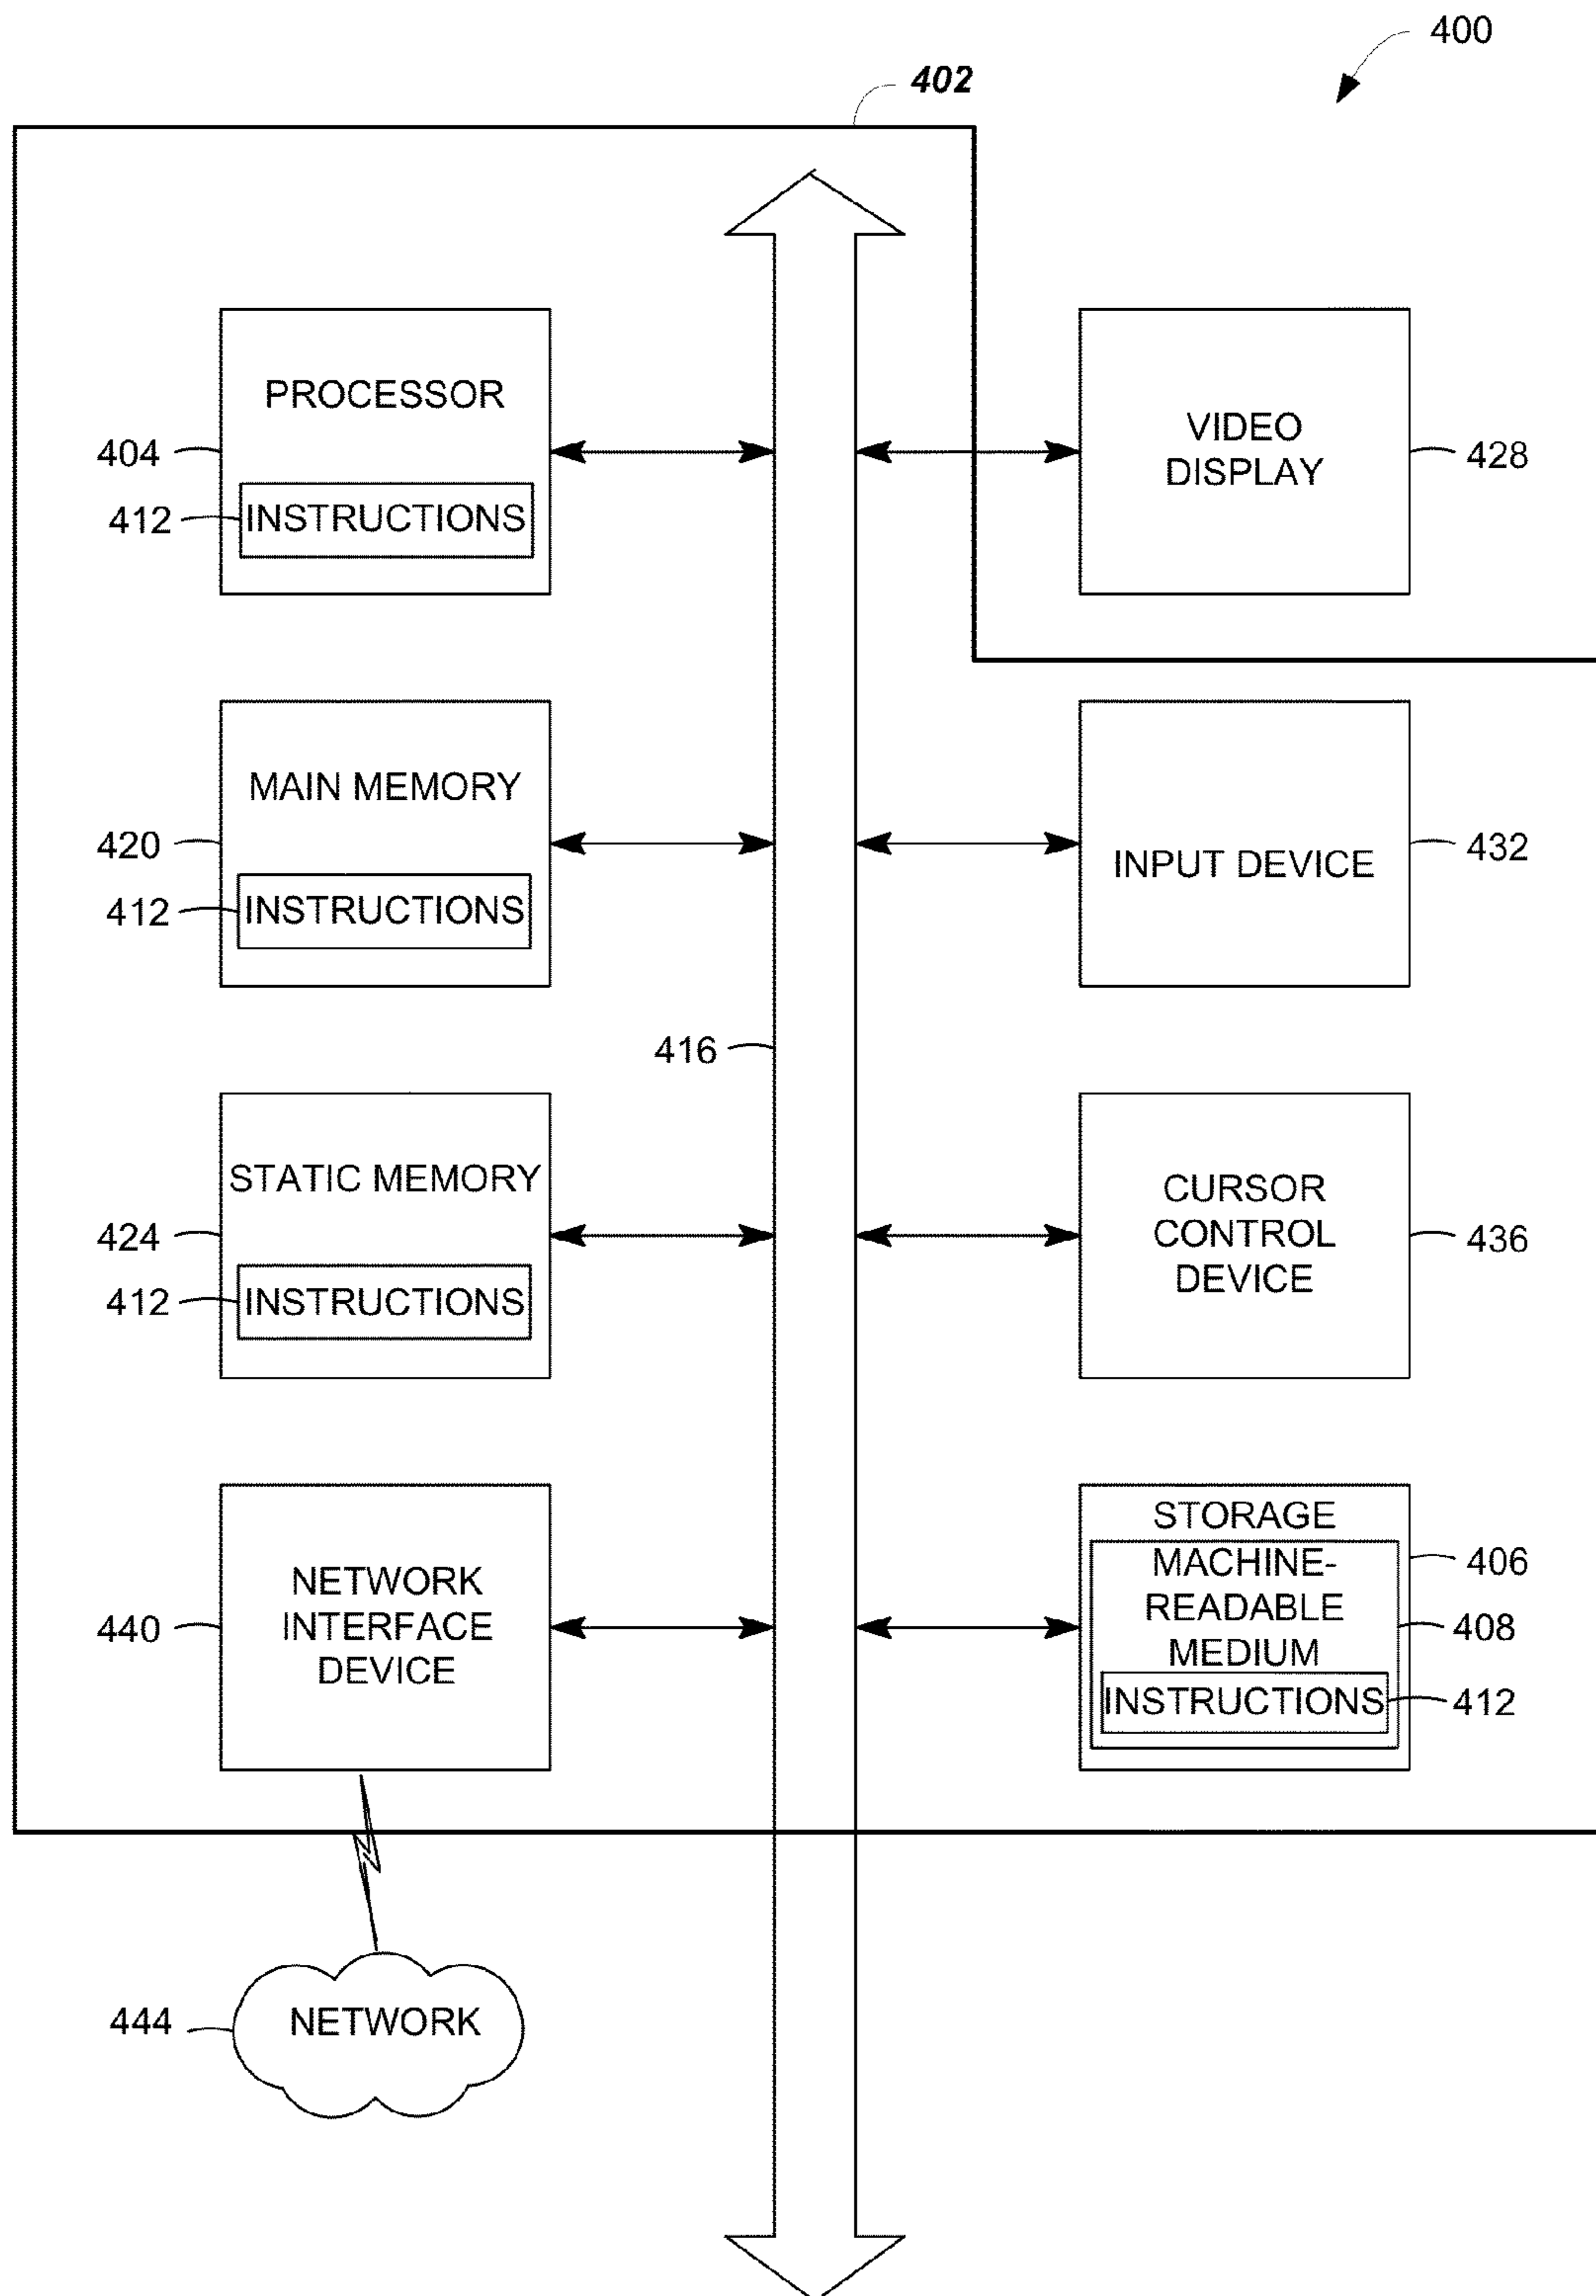 400
402
PROCESSOR
404
412
INSTRUCTIONS
VIDEO
DISPLAY
428
MAIN MEMORY
420
412
INSTRUCTIONS
INPUT DEVICE
432
416
STATIC MEMORY
424
412
INSTRUCTIONS
CURSOR
CONTROL
DEVICE
436
NETWORK
INTERFACE
DEVICE
440
STORAGE
406
MACHINE-
READABLE
MEDIUM
408
INSTRUCTIONS
412
444
NETWORK